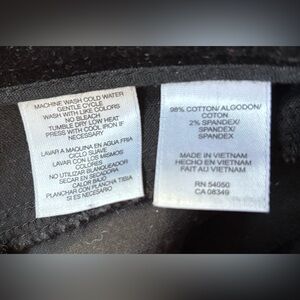 MACHINE WASH COLD WATER
GENTLE CYCLE
WASH WITH LIKE COLORS
NO BLEACH
TUMBLE DRY LOW HEAT
PRESS WITH COOL IRON IF
NECESSARY
LAVAR A MAQUINA EN AGUA FRIA
CICLO SUAVE
LAVAR CON LOS MISMOS
COLORES
NO UTILIZAR BLANQUEADOR
SECAR EN SECADORA
CALOR BAJO
PLANCHAR CON PLANCHA TIBIA
SI ES NECESARIO
98% COTTON/ ALGODON/
COTON
2% SPANDEX/
SPANDEX/
SPANDEX
MADE IN VIETNAM
HECHO EN VIETNAM
FAIT AU VIETNAM
RN 54050
CA 08349